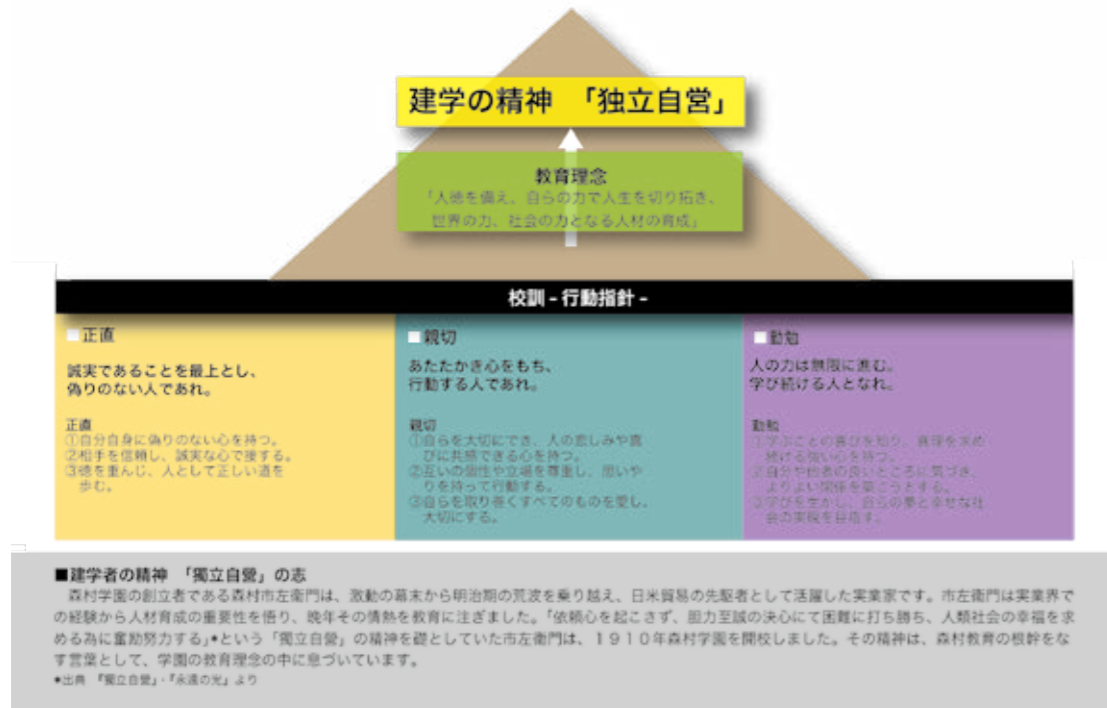 建学の精神 「独立自営」
教育理念
「人徳を備え、自らの力で人生を切り拓き、
世界の力、社会の力となる人材の育成」
校訓 - 行動指針 -
■正直
誠実であることを最上とし、
偽りのない人であれ。
正直
①自分自身に偽りのない心を持つ。
②相手を信頼し、誠実な心で接する。
③徳を重んじ、人として正しい道を
歩む。
■親切
あたたかき心をもち、
行動する人であれ。
親切
①自らを大切にでき、人の悲しみや喜
びに共感できる心を持つ。
②互いの個性や立場を尊重し、思いや
りを持って行動する。
③自らを取り巻くすべてのものを愛し、
大切にする。
■勤勉
人の力は無限に進む。
学び続ける人となれ。
勤勉
①学ぶことの喜びを知り、真理を求め
続ける強い心を持つ。
②自分や他者の良いところに気づき、
よりよい関係を築こうとする。
③学びを生かし、自らの夢と幸せな社
会の実現を目指す。
■建学者の精神 「獨立自營」の志
森村学園の創立者である森村市左衛門は、激動の幕末から明治期の荒波を乗り越え、日米貿易の先駆者として活躍した実業家です。市左衛門は実業界で
の経験から人材育成の重要性を悟り、晩年その情熱を教育に注ぎました。「依頼心を起こさず、胆力至誠の決心にて困難に打ち勝ち、人類社会の幸福を求
める為に奮励努力する」●という「獨立自營」の精神を礎としていた市左衛門は、１９１０年森村学園を開校しました。その精神は、森村教育の根幹をな
す言葉として、学園の教育理念の中に息づいています。
●出典 『獨立自營』・『永遠の光』より